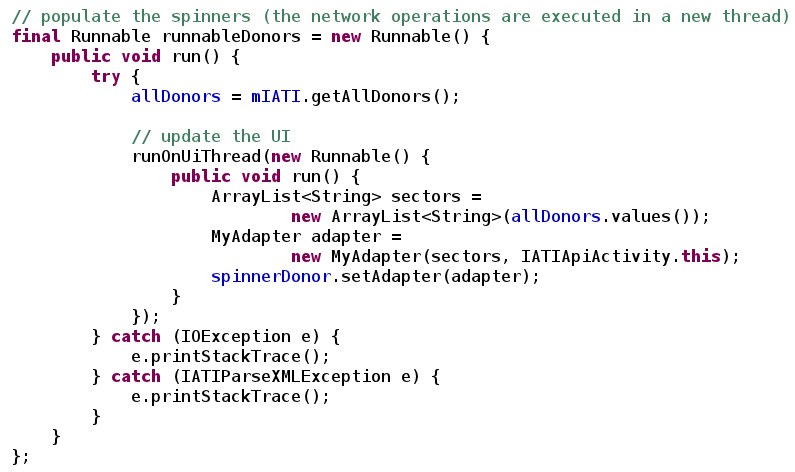 // populate the spinners (the network operations are executed in a new thread)
final Runnable runnableDonors = new Runnable() {
    public void run() {
        try {
            allDonors = mIATI.getAllDonors();

            // update the UI
            runOnUiThread(new Runnable() {
                public void run() {
                    ArrayList<String> sectors =
                            new ArrayList<String>(allDonors.values());
                    MyAdapter adapter =
                            new MyAdapter(sectors, IATIApiActivity.this);
                    spinnerDonor.setAdapter(adapter);
                }
            });
        } catch (IOException e) {
            e.printStackTrace();
        } catch (IATIParseXMLException e) {
            e.printStackTrace();
        }
    }
};